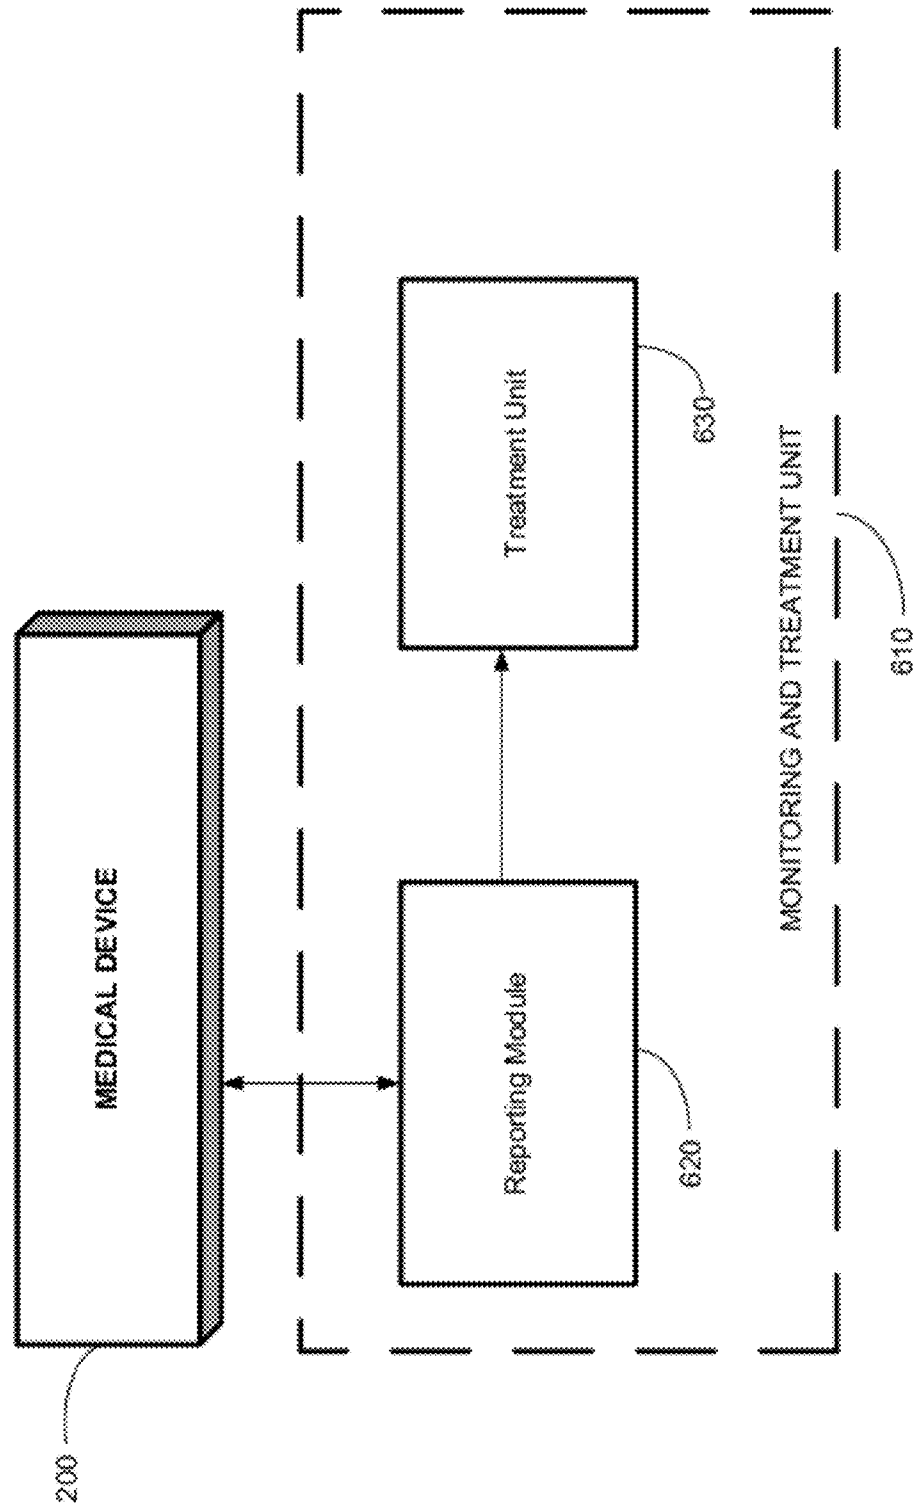 200
MEDICAL DEVICE
Reporting Module
Treatment Unit
620
630
MONITORING AND TREATMENT UNIT
610